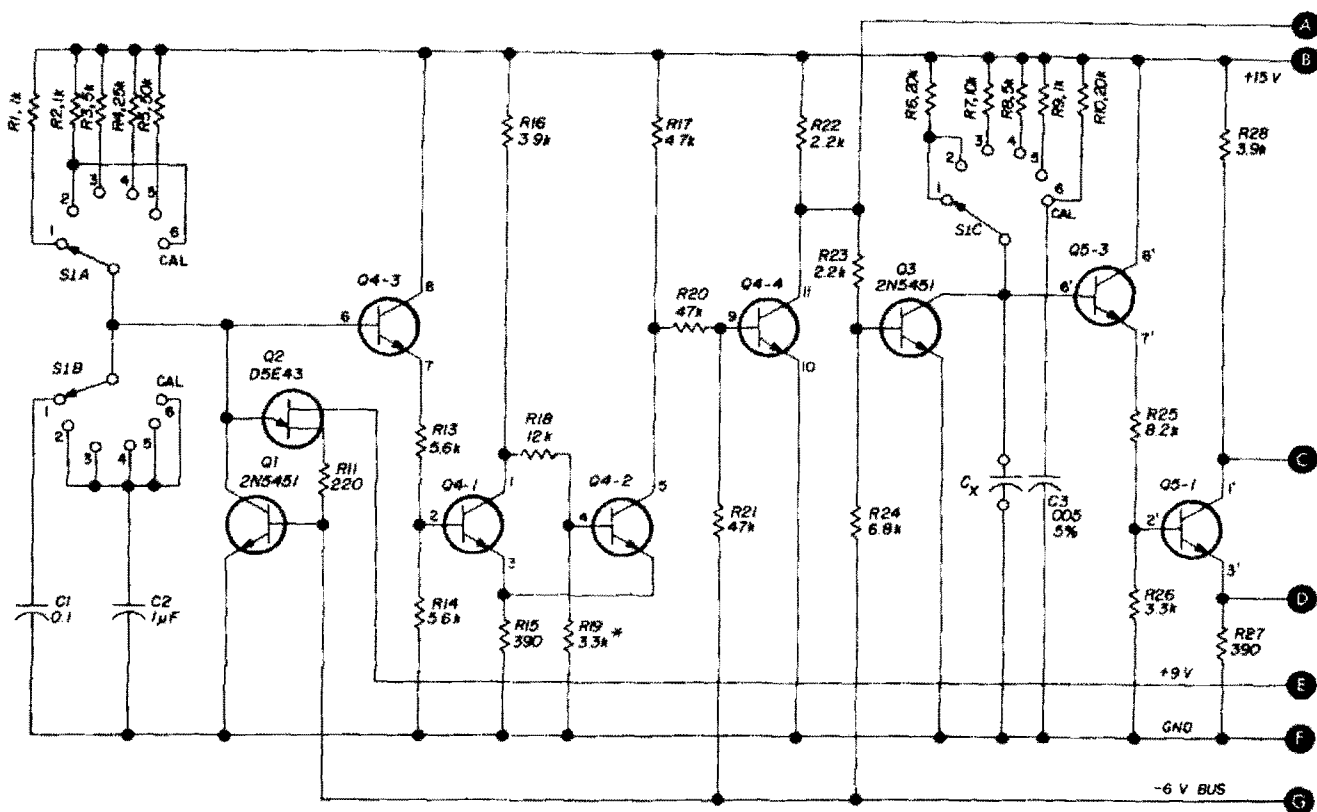 A
B
+15 V
R1, 1k
R2, 1k
R3, 5k
R4, 25k
R5, 50k
R16
3.9k
R17
4.7k
R22
2.2k
R6, 20k
R7, 10k
R8, 5k
R9, 1k
R10, 20k
R28
3.9k
2
3
4
5
1
6
CAL
S1A
2
3
4
5
1
6
CAL
S1C
Q4-3
8
6
7
R20
47k
Q4-4
11
9
10
R23
2.2k
Q3
2N5451
Q5-3
8'
6'
7'
S1B
CAL
1
6
2
3
4
5
Q2
D5E43
Q1
2N5451
R11
220
R13
5.6k
R18
12k
Q4-1
1
2
3
Q4-2
5
4
R21
47k
R24
6.8k
Cx
C3
.005
5%
R25
8.2k
Q5-1
1'
2'
3'
C
C1
0.1
C2
1μF
R14
5.6k
R15
390
R19
3.3k*
R26
3.3k
R27
390
D
+9 V
E
GND
F
-6 V BUS
G